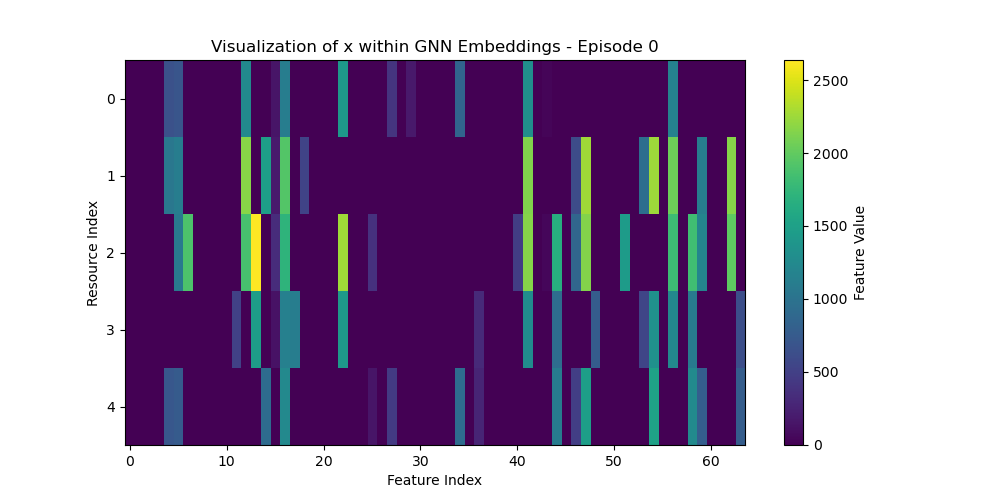 Visualization of x within GNN Embeddings - Episode 0
Resource Index
0
1
2
3
4
0 10 20 30 40 50 60
Feature Index
2500
2000
1500
1000
500
0
Feature Value